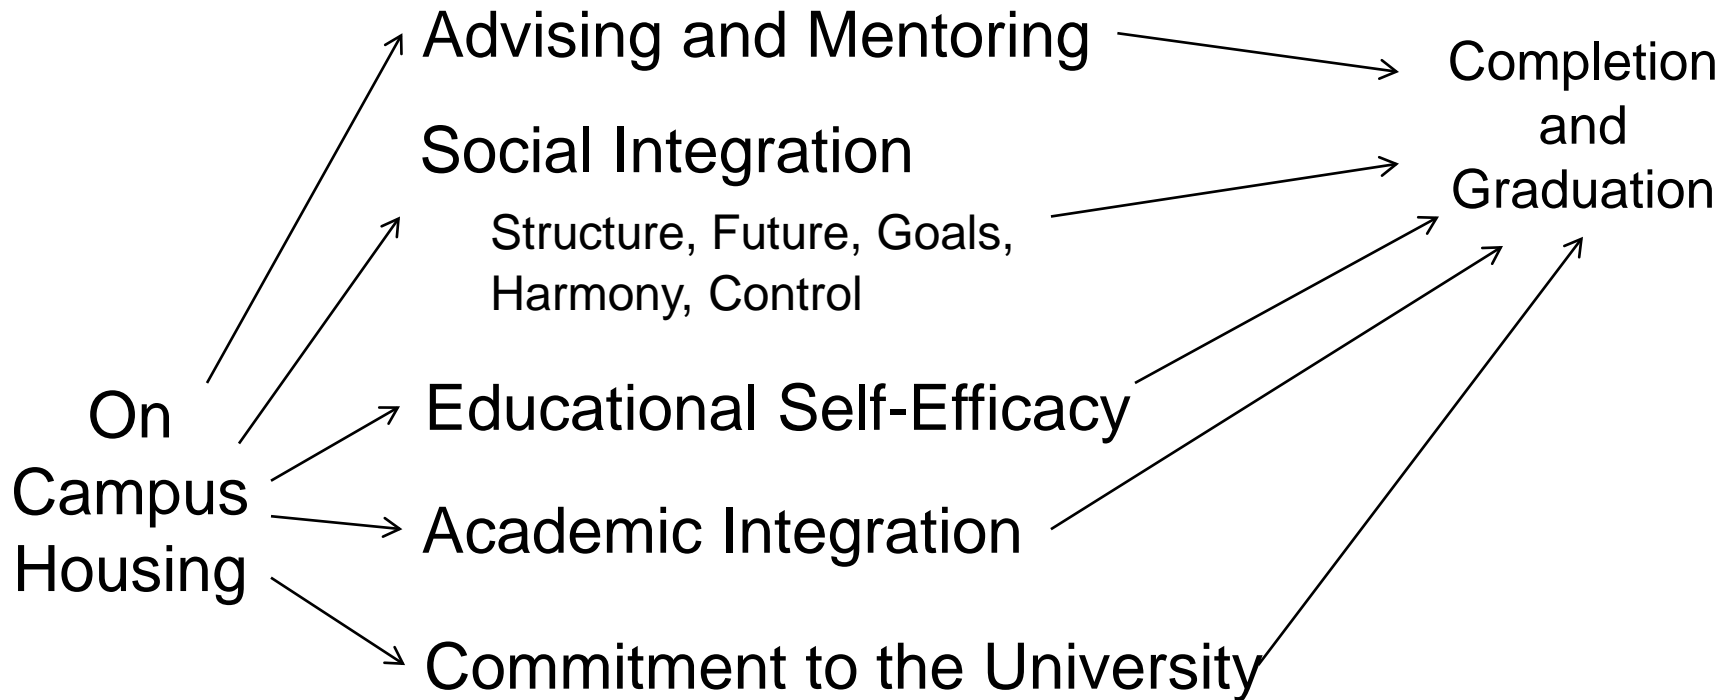 On
Campus
Housing
Advising and Mentoring
Social Integration
Structure, Future, Goals,
Harmony, Control
Educational Self-Efficacy
Academic Integration
Commitment to the University
Completion
and
Graduation